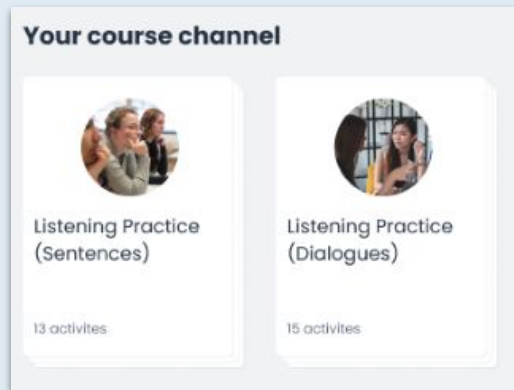 Your course channel
Listening Practice
(Sentences)
13 activites
Listening Practice
(Dialogues)
15 activites